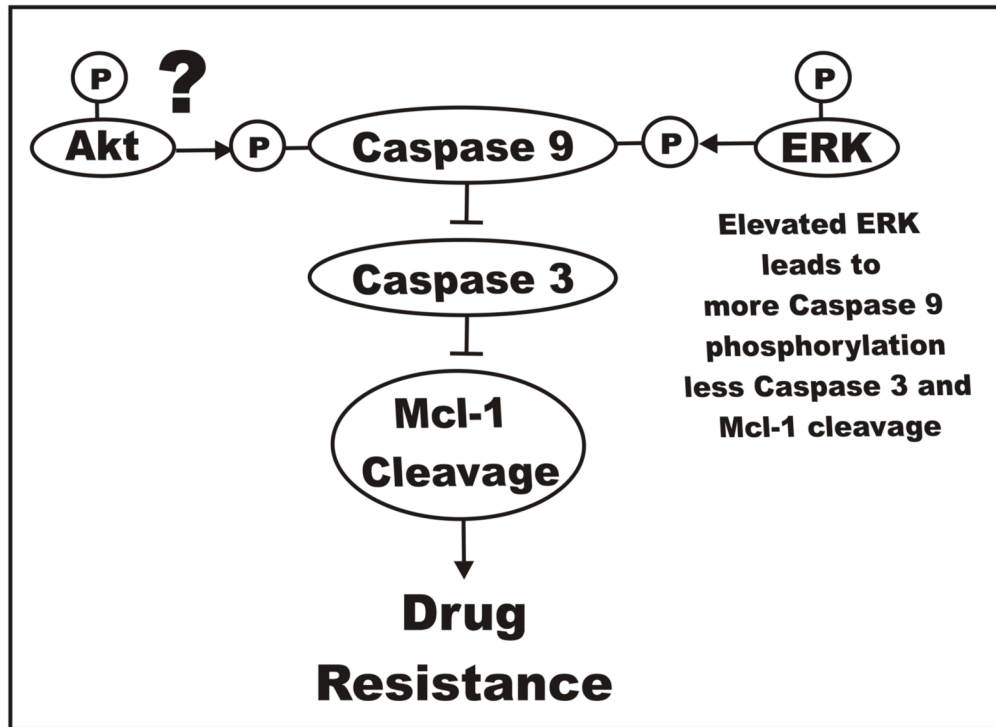 P
?
P
Akt
P
Caspase 9
P
ERK
Caspase 3
Mcl-1
Cleavage
Drug
Resistance
Elevated ERK
leads to
more Caspase 9
phosphorylation
less Caspase 3 and
Mcl-1 cleavage